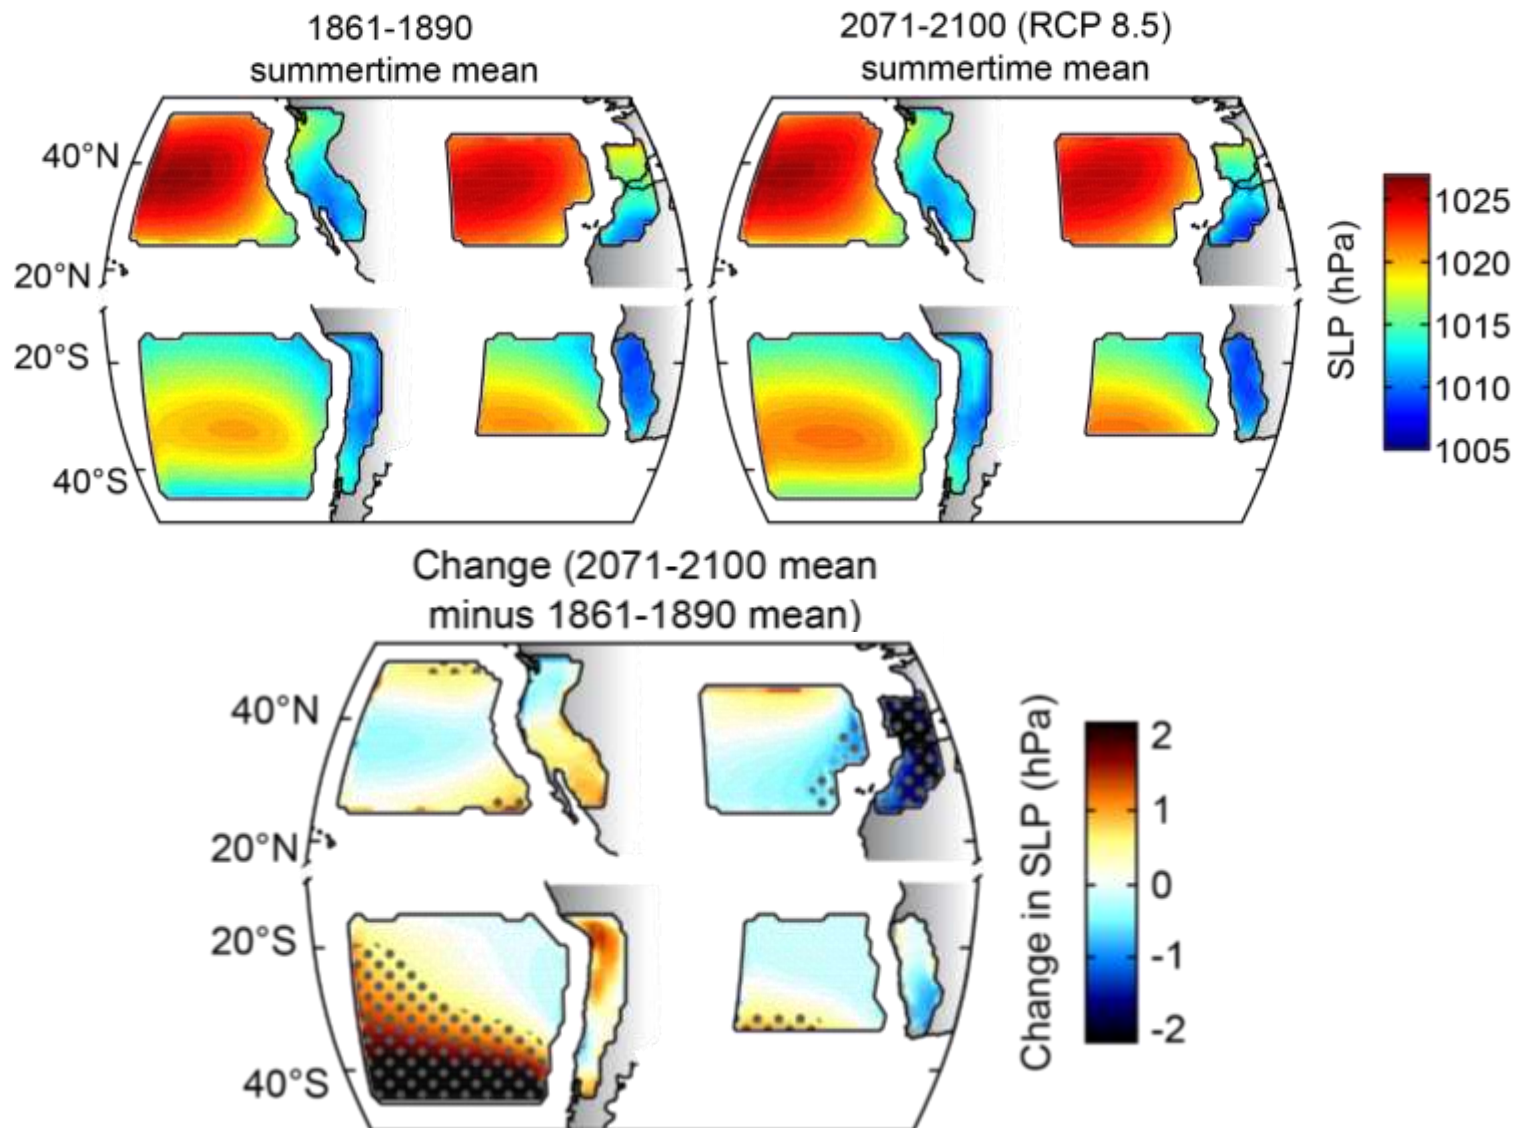 1861-1890
summertime mean
2071-2100 (RCP 8.5)
summertime mean
40°N
20°N
20°S
40°S
SLP (hPa)
1025
1020
1015
1010
1005
Change (2071-2100 mean
minus 1861-1890 mean)
40°N
20°N
20°S
40°S
Change in SLP (hPa)
2
1
0
-1
-2